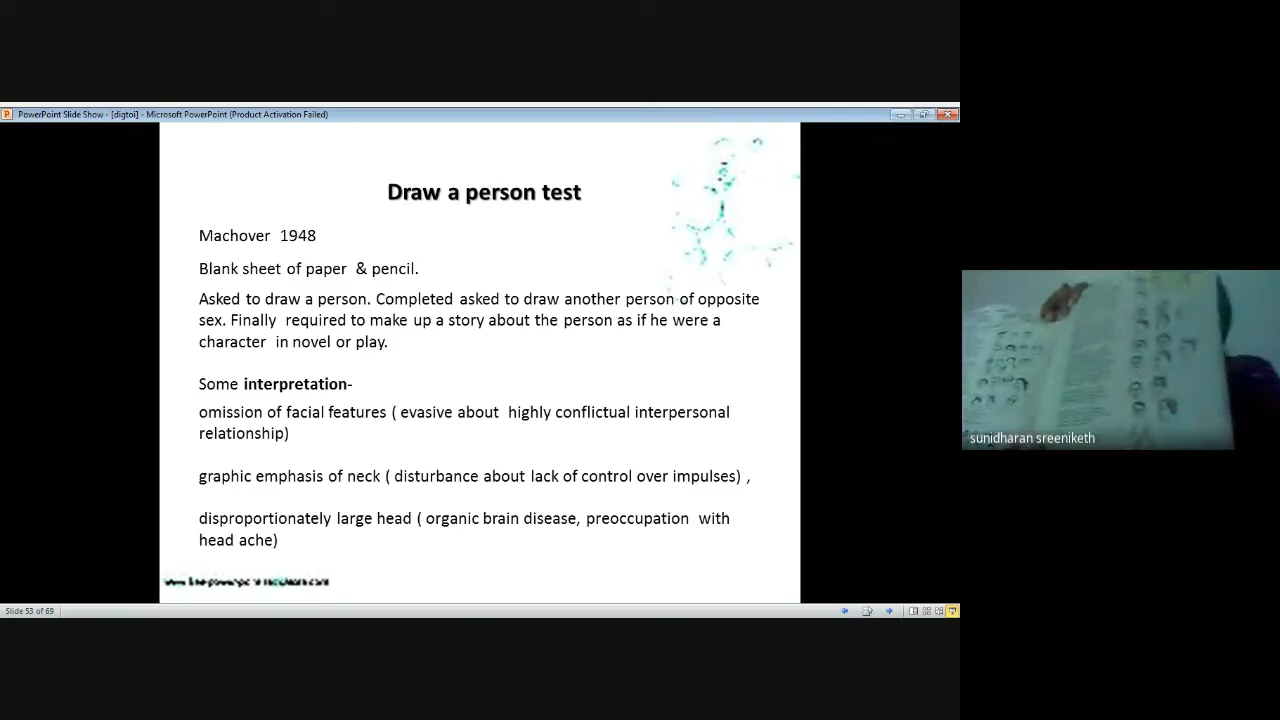 PowerPoint Slide Show - [digtoi] - Microsoft PowerPoint (Product Activation Failed)
Draw a person test
Machover 1948
Blank sheet of paper & pencil.
Asked to draw a person. Completed asked to draw another person of opposite
sex. Finally required to make up a story about the person as if he were a
character in novel or play.
Some interpretation-
omission of facial features ( evasive about highly conflictual interpersonal
relationship)
graphic emphasis of neck ( disturbance about lack of control over impulses) ,
disproportionately large head ( organic brain disease, preoccupation with
head ache)
Slide 53 of 69
sunidharan sreeniketh